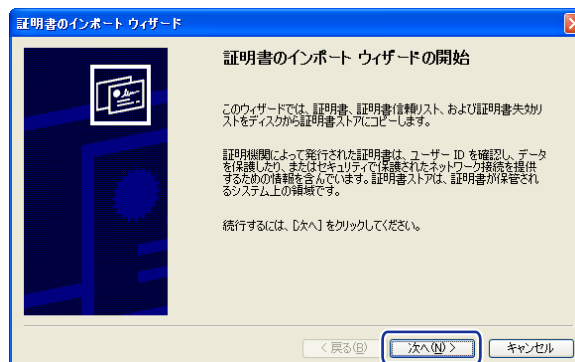 証明書のインポート ウィザード
証明書のインポート ウィザードの開始
このウィザードでは、証明書、証明書信頼リスト、および証明書失効リ
ストをディスクから証明書ストアにコピーします。
証明機関によって発行された証明書は、ユーザー ID を確認し、データ
を保護したり、またはセキュリティで保護されたネットワーク接続を提供
するための情報を含んでいます。証明書ストアは、証明書が保管され
るシステム上の領域です。
続行するには、[次へ] をクリックしてください。
< 戻る(B) 次へ(N) > キャンセル